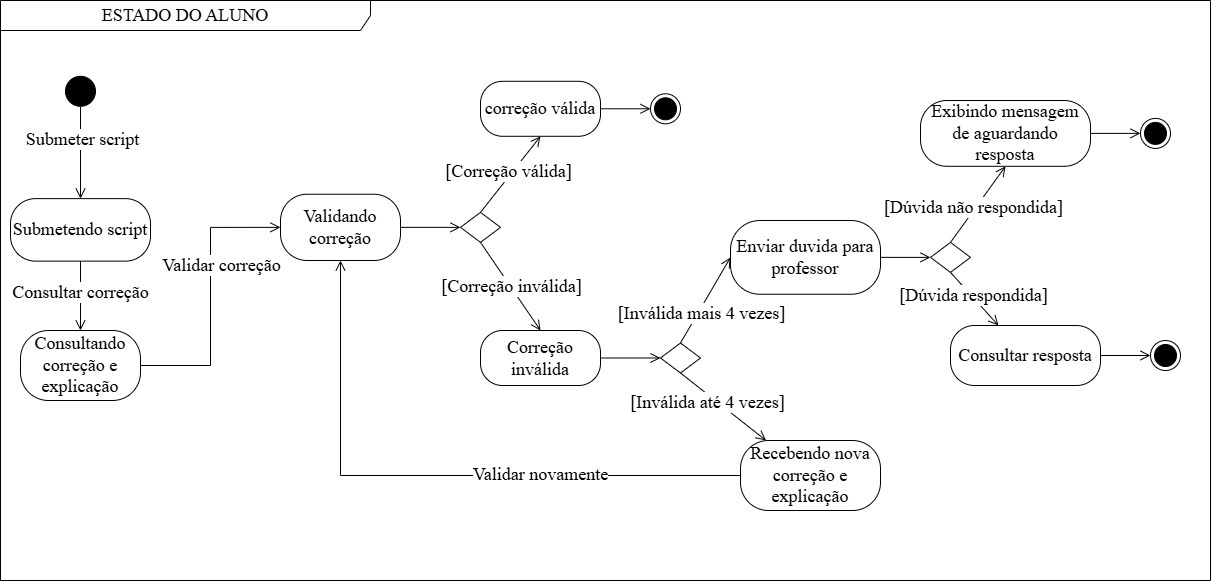 ESTADO DO ALUNO
Submeter script
Submetendo script
Consultar correção
Consultando
correção e
explicação
Validar correção
Validando
correção
[Correção válida]
correção válida
[Correção inválida]
Correção
inválida
[Inválida mais 4 vezes]
Enviar duvida para
professor
[Dúvida não respondida]
Exibindo mensagem
de aguardando
resposta
[Dúvida respondida]
Consultar resposta
[Inválida até 4 vezes]
Recebendo nova
correção e
explicação
Validar novamente